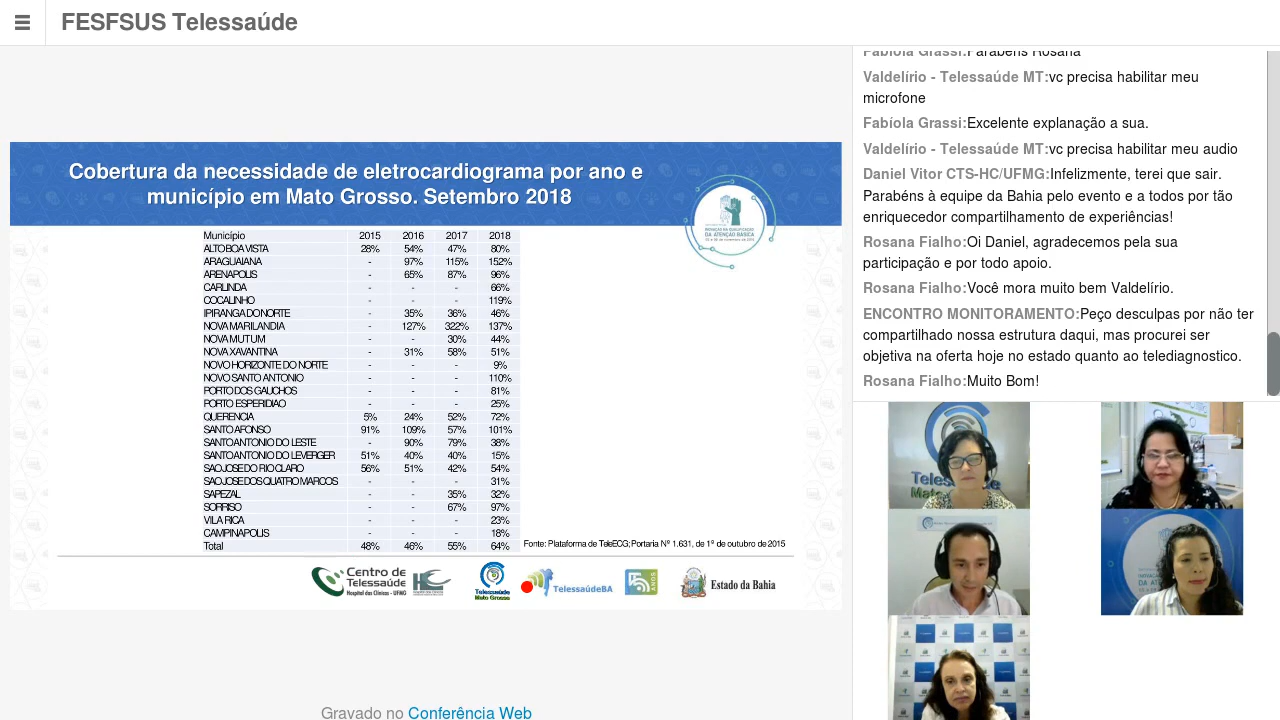 FESFSUS Telessaúde
Cobertura da necessidade de eletrocardiograma por ano e
município em Mato Grosso. Setembro 2018
Município 2015 2016 2017 2018
ALTO BOA VISTA 28% 54% 47% 80%
ARAGUAIANA - 97% 115% 152%
ARENAPOLIS - 65% 87% 96%
CARLINDA - - - 66%
COCALINHO - - - 119%
IPIRANGA DO NORTE - 35% 36% 46%
NOVA MARILANDIA - 127% 322% 137%
NOVA MUTUM - - 30% 44%
NOVA XAVANTINA - 31% 58% 51%
NOVO HORIZONTE DO NORTE - - - 9%
NOVO SANTO ANTONIO - - - 110%
PORTO DOS GAUCHOS - - - 81%
PORTO ESPERIDIAO - - - 25%
QUERENCIA 5% 24% 52% 72%
SANTO AFONSO 91% 109% 57% 101%
SANTO ANTONIO DO LESTE - 90% 79% 38%
SANTO ANTONIO DO LEVERGER 51% 40% 40% 15%
SAO JOSE DO RIO CLARO 56% 51% 42% 54%
SAO JOSE DOS QUATRO MARCOS - - - 31%
SAPEZAL - - 35% 32%
SORRISO - - 67% 97%
VILA RICA - - - 23%
CAMPINAPOLIS - - - 18%
Total 48% 46% 55% 64%
Fonte: Plataforma de TeleECG; Portaria Nº 1.631, de 1º de outubro de 2015
Centro de
Telessaúde
Hospital das Clínicas - UFMG
HC
Telessaúde
Mato Grosso
TelessaúdeBA
Estado da Bahia
Gravado no Conferência Web
Fabíola Grassi:Parabéns Rosana
Valdelírio - Telessaúde MT:vc precisa habilitar meu
microfone
Fabíola Grassi:Excelente explanação a sua.
Valdelírio - Telessaúde MT:vc precisa habilitar meu audio
Daniel Vitor CTS-HC/UFMG:Infelizmente, terei que sair.
Parabéns à equipe da Bahia pelo evento e a todos por tão
enriquecedor compartilhamento de experiências!
Rosana Fialho:Oi Daniel, agradecemos pela sua
participação e por todo apoio.
Rosana Fialho:Você mora muito bem Valdelírio.
ENCONTRO MONITORAMENTO:Peço desculpas por não ter
compartilhado nossa estrutura daqui, mas procurei ser
objetiva na oferta hoje no estado quanto ao telediagnostico.
Rosana Fialho:Muito Bom!